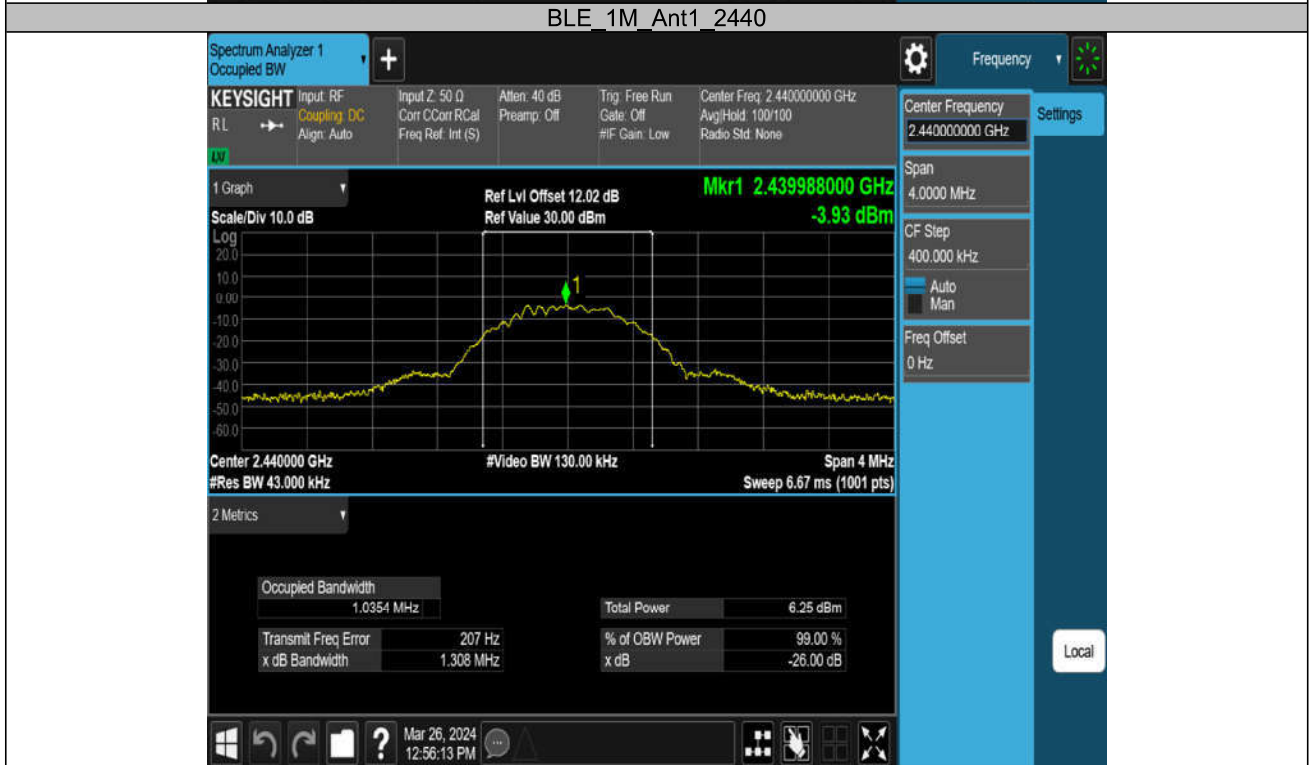 BLE_1M_Ant1_2440
Spectrum Analyzer 1
Occupied BW
+
Frequency
KEYSIGHT
RL
Input: RF
Coupling: DC
Align: Auto
Input Z: 50 Ω
Corr CCorr RCal
Freq Ref: Int (S)
Atten: 40 dB
Preamp: Off
Trig: Free Run
Gate: Off
#IF Gain: Low
Center Freq: 2.440000000 GHz
Avg|Hold: 100/100
Radio Std: None
Center Frequency
2.440000000 GHz
Settings
Span
4.0000 MHz
CF Step
400.000 kHz
Auto
Man
Freq Offset
0 Hz
1 Graph
Scale/Div 10.0 dB
Ref Lvl Offset 12.02 dB
Ref Value 30.00 dBm
Mkr1 2.439988000 GHz
-3.93 dBm
Log
20.0
10.0
0.00
-10.0
-20.0
-30.0
-40.0
-50.0
-60.0
1
Center 2.440000 GHz
#Video BW 130.00 kHz
Span 4 MHz
#Res BW 43.000 kHz
Sweep 6.67 ms (1001 pts)
2 Metrics
Occupied Bandwidth
1.0354 MHz
Total Power 6.25 dBm
Transmit Freq Error 207 Hz
% of OBW Power 99.00 %
x dB Bandwidth 1.308 MHz
x dB -26.00 dB
Local
?
Mar 26, 2024
12:56:13 PM